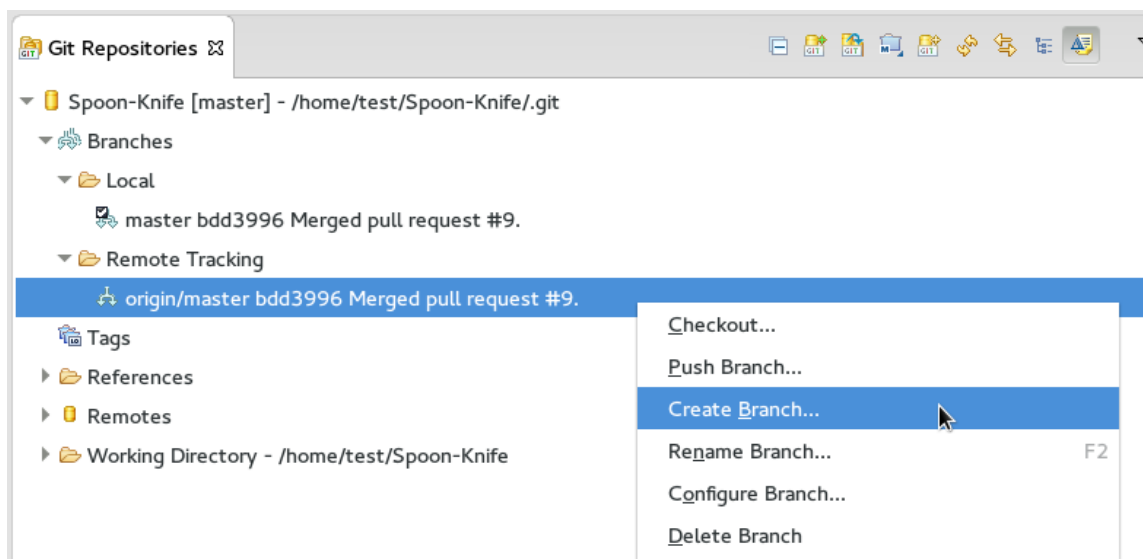 Git Repositories
Spoon-Knife [master] - /home/test/Spoon-Knife/.git
Branches
Local
master bdd3996 Merged pull request #9.
Remote Tracking
origin/master bdd3996 Merged pull request #9.
Tags
References
Remotes
Working Directory - /home/test/Spoon-Knife
Checkout...
Push Branch...
Create Branch...
Rename Branch... F2
Configure Branch...
Delete Branch